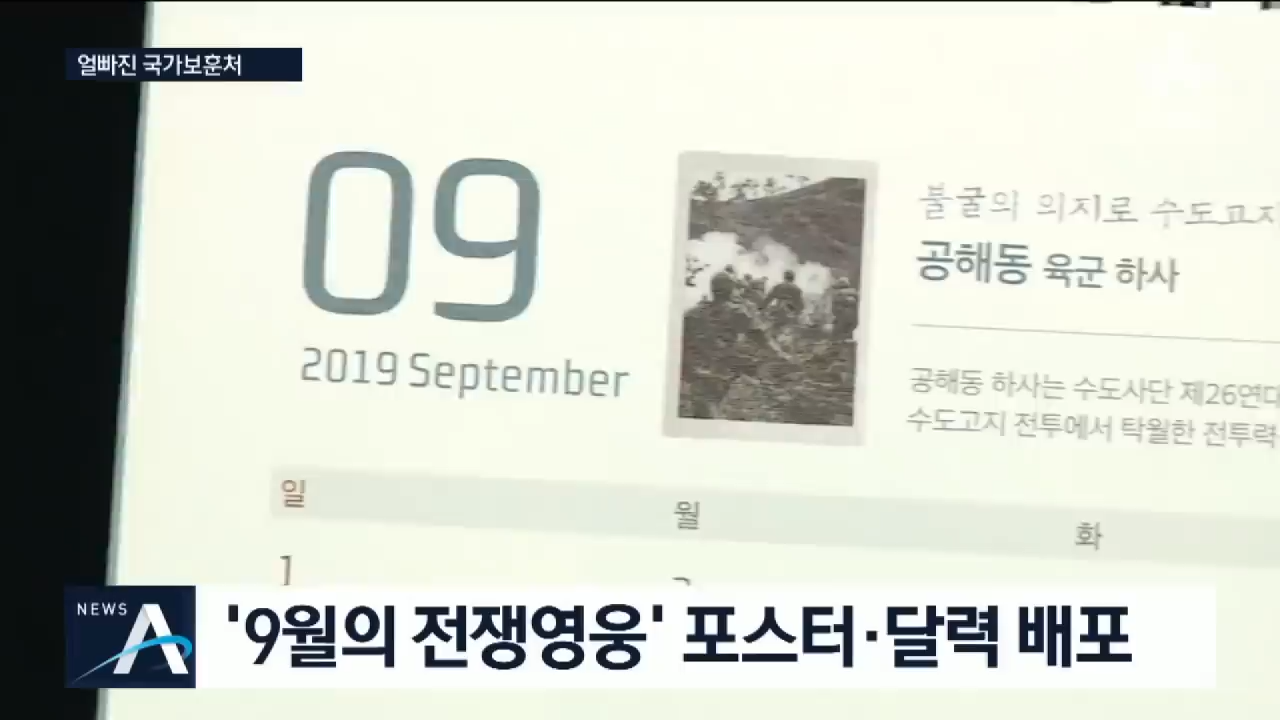 얼빠진 국가보훈처
09
2019 September
불굴의 의지로 수도고지
공해동 육군 하사
공해동 하사는 수도사단 제26연대
수도고지 전투에서 탁월한 전투력
일 월 화
1
NEWS A
'9월의 전쟁영웅' 포스터·달력 배포